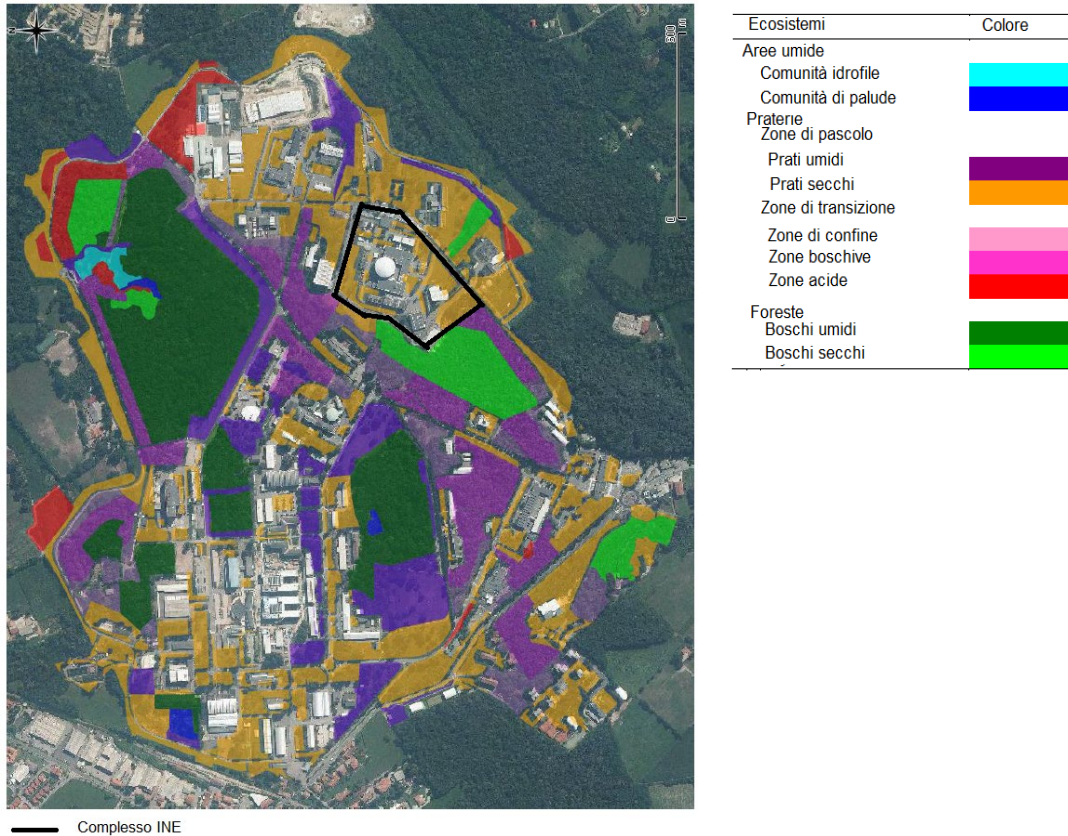 N
500 m
0
Ecosistemi Colore
Aree umide
Comunità idrofile
Comunità di palude
Praterie
Zone di pascolo
Prati umidi
Prati secchi
Zone di transizione
Zone di confine
Zone boschive
Zone acide
Foreste
Boschi umidi
Boschi secchi
Complesso INE